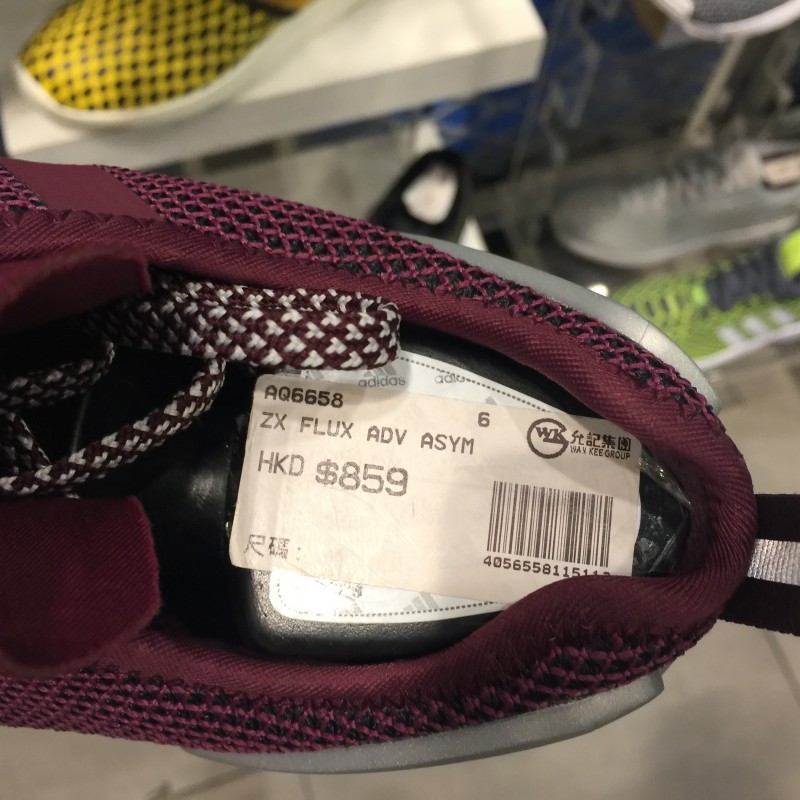 adidas adidas
AQ6658 6
ZX FLUX ADV ASYM
HKD $859
WK 允記集團
WAN KEE GROUP
尺碼：